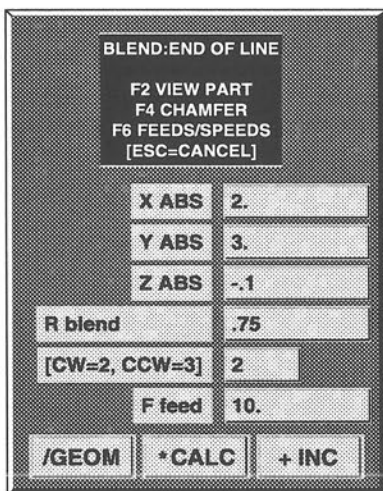 BLEND:END OF LINE
F2 VIEW PART
F4 CHAMFER
F6 FEEDS/SPEEDS
[ESC=CANCEL]
X ABS 2.
Y ABS 3.
Z ABS -.1
R blend .75
[CW=2, CCW=3] 2
F feed 10.
/GEOM *CALC + INC